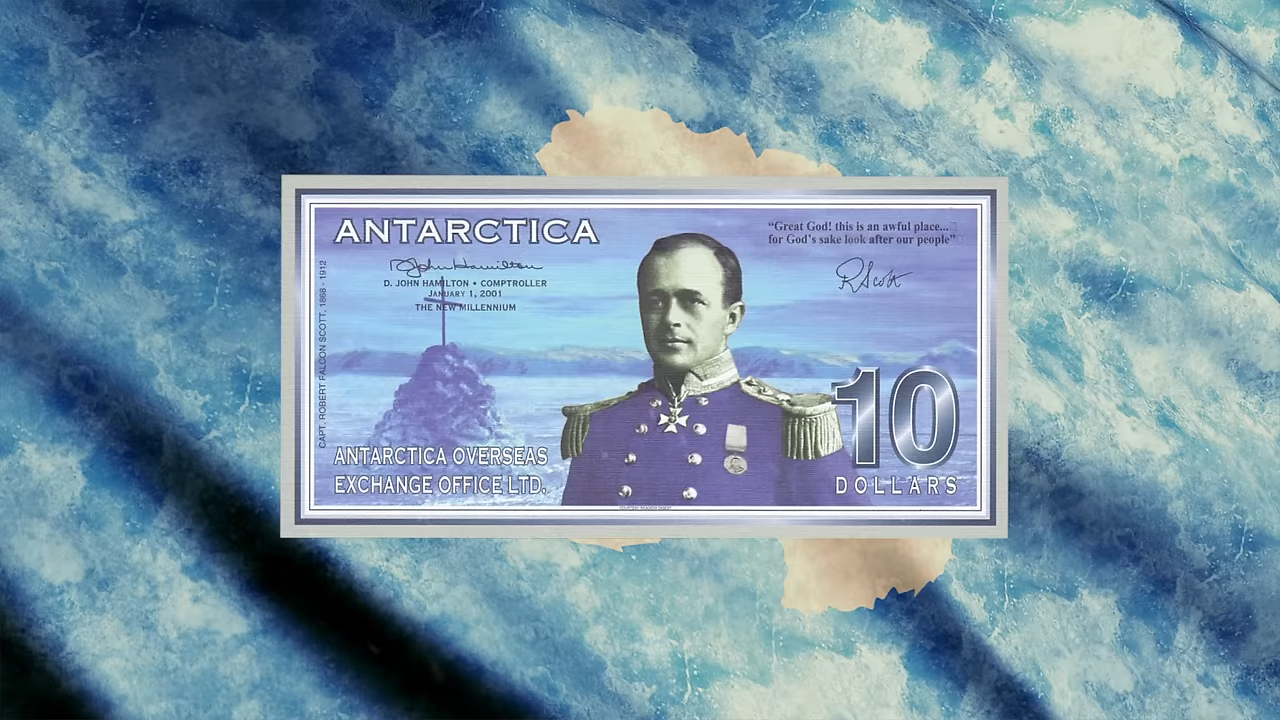 ANTARCTICA
D. JOHN HAMILTON • COMPTROLLER
JANUARY 1, 2001
THE NEW MILLENNIUM
"Great God! this is an awful place...
for God's sake look after our people"
R Scott
CAPT. ROBERT FALCON SCOTT, 1868 - 1912
ANTARCTICA OVERSEAS
EXCHANGE OFFICE LTD.
10
DOLLARS